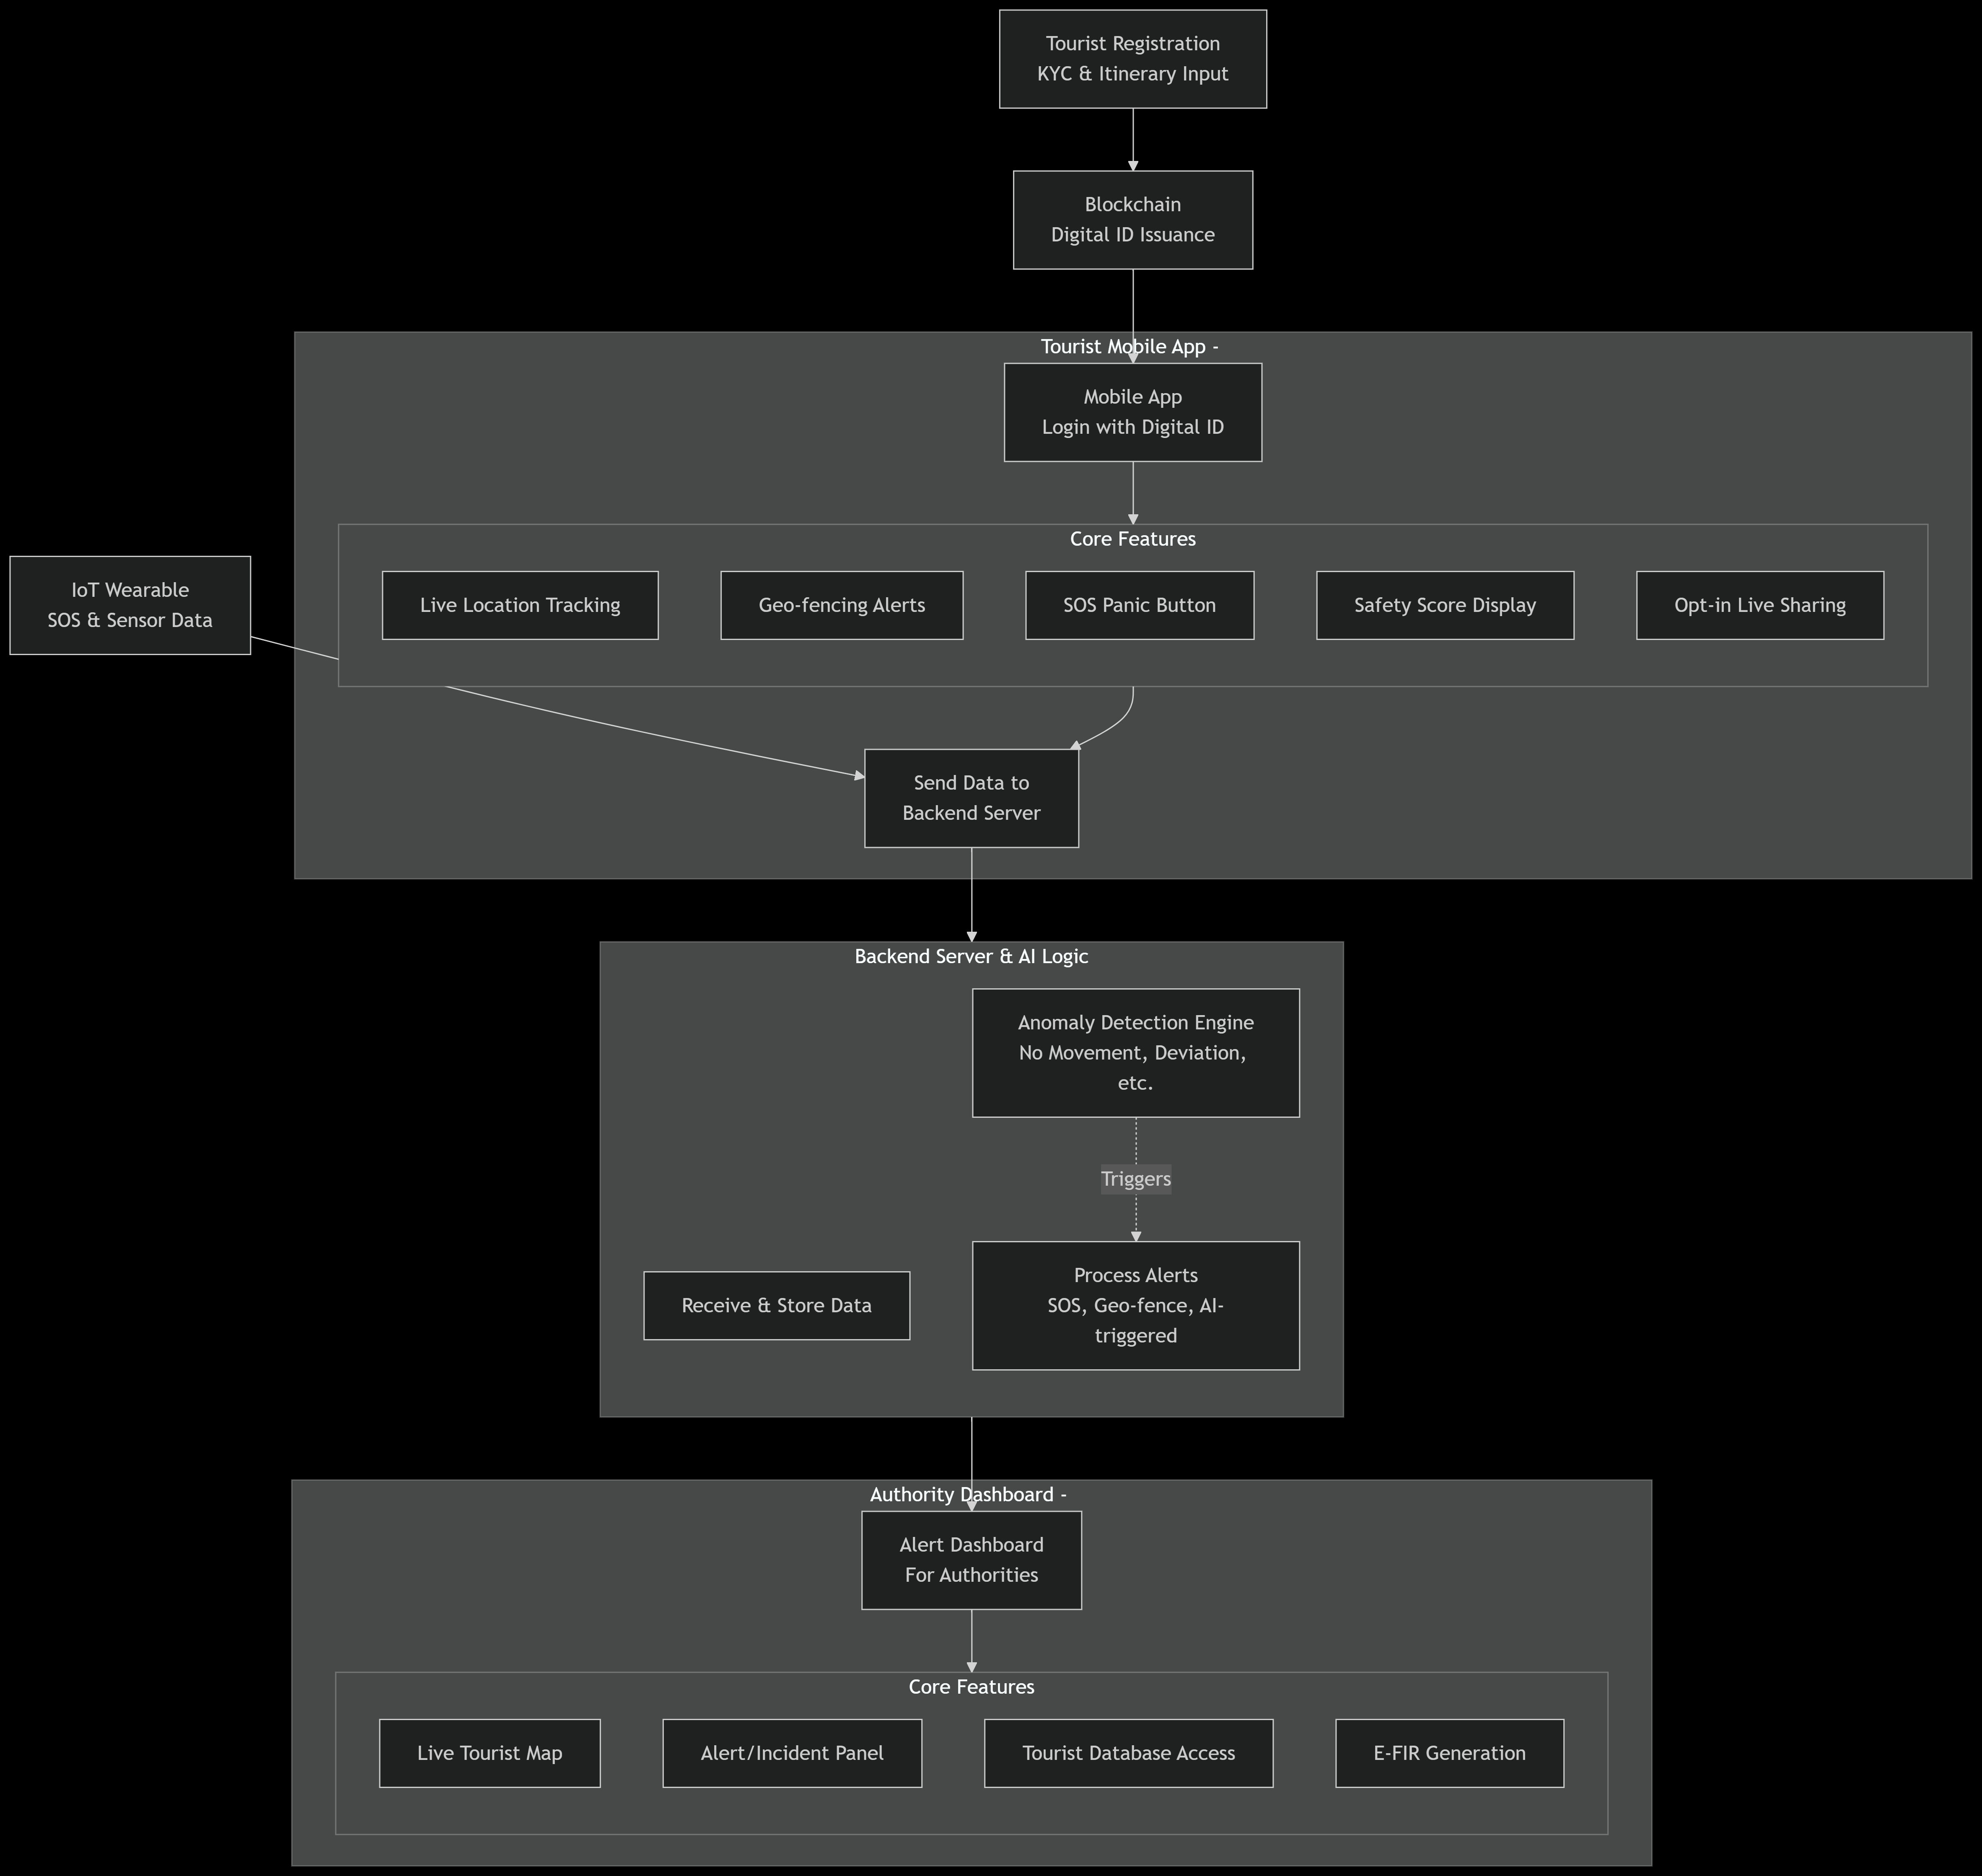 Tourist Registration
KYC & Itinerary Input
Blockchain
Digital ID Issuance
Tourist Mobile App -
Mobile App
Login with Digital ID
Core Features
IoT Wearable
SOS & Sensor Data
Live Location Tracking
Geo-fencing Alerts
SOS Panic Button
Safety Score Display
Opt-in Live Sharing
Send Data to
Backend Server
Backend Server & AI Logic
Anomaly Detection Engine
No Movement, Deviation,
etc.
Triggers
Receive & Store Data
Process Alerts
SOS, Geo-fence, AI-
triggered
Authority Dashboard -
Alert Dashboard
For Authorities
Core Features
Live Tourist Map
Alert/Incident Panel
Tourist Database Access
E-FIR Generation